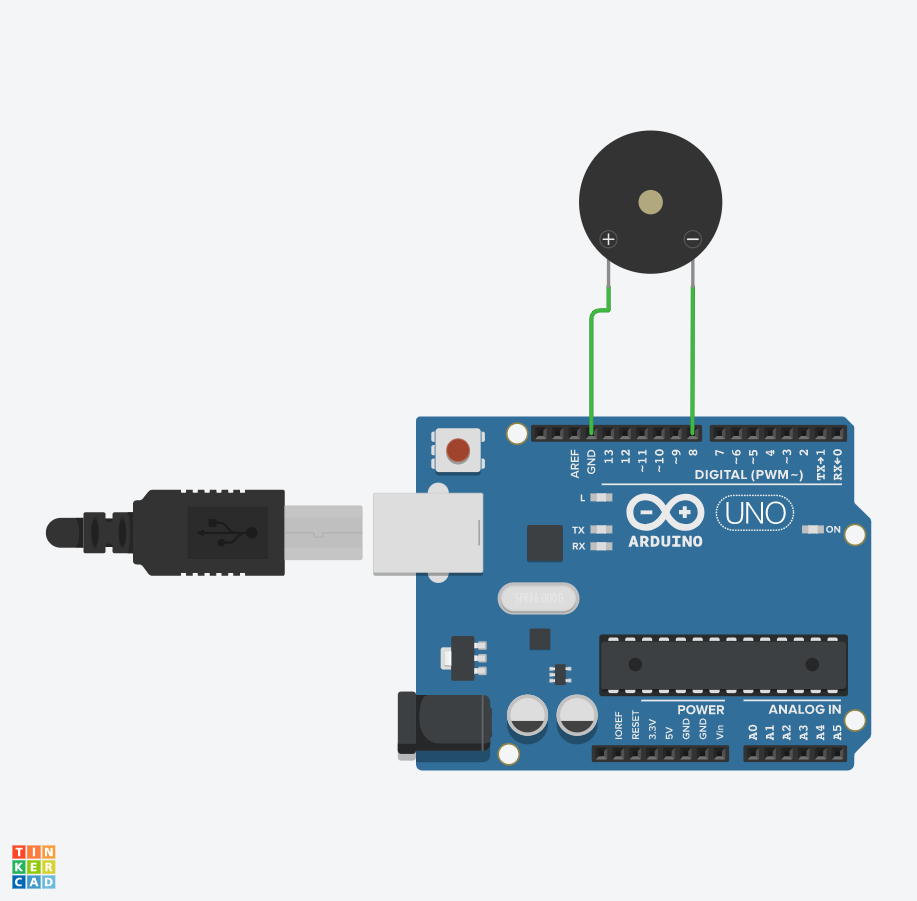 +
−
AREF
GND
13
12
~11
~10
~9
8
7
~6
~5
4
~3
2
TX→1
RX←0
DIGITAL (PWM~)
L
TX
RX
ARDUINO
UNO
ON
POWER
ANALOG IN
IOREF
RESET
3.3V
5V
GND
GND
Vin
A0
A1
A2
A3
A4
A5
TIN
KER
CAD